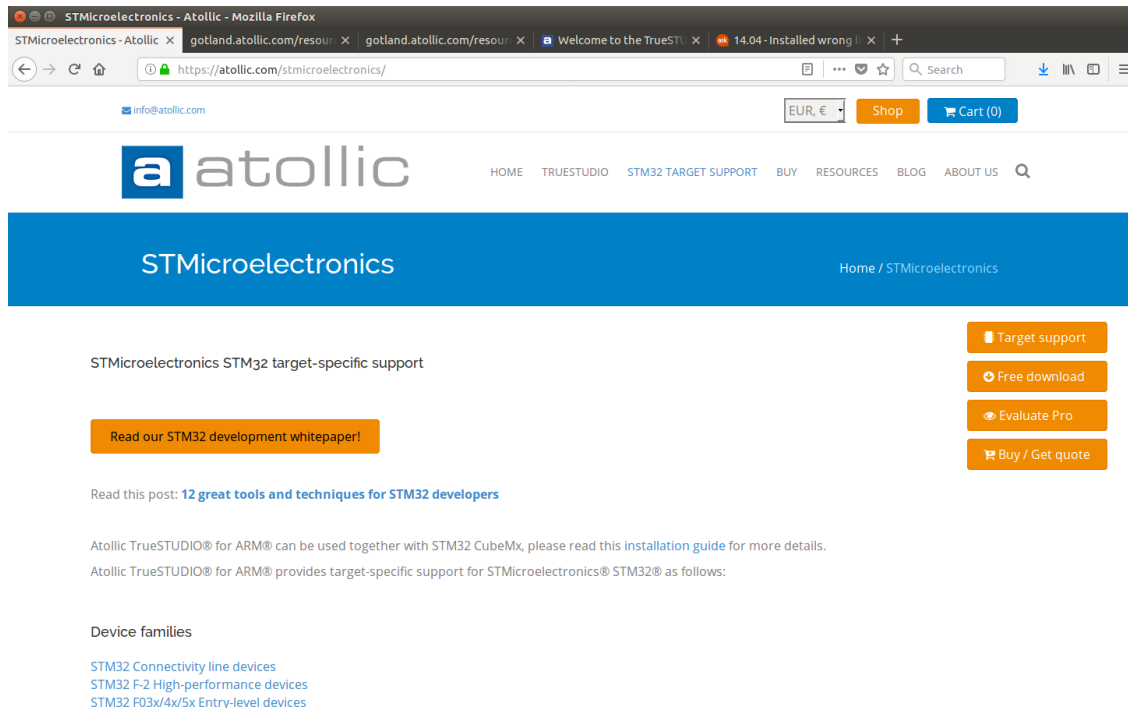 STMicroelectronics - Atollic - Mozilla Firefox
STMicroelectronics - Atollic
gotland.atollic.com/resour
gotland.atollic.com/resour
Welcome to the TrueSTU
14.04 - Installed wrong li
https://atollic.com/stmicroelectronics/
Search
info@atollic.com
EUR, €
Shop
Cart (0)
a atollic
HOME TRUESTUDIO STM32 TARGET SUPPORT BUY RESOURCES BLOG ABOUT US
STMicroelectronics
Home / STMicroelectronics
Target support
Free download
Evaluate Pro
Buy / Get quote
STMicroelectronics STM32 target-specific support
Read our STM32 development whitepaper!
Read this post: 12 great tools and techniques for STM32 developers
Atollic TrueSTUDIO® for ARM® can be used together with STM32 CubeMx, please read this installation guide for more details.
Atollic TrueSTUDIO® for ARM® provides target-specific support for STMicroelectronics® STM32® as follows:
Device families
STM32 Connectivity line devices
STM32 F-2 High-performance devices
STM32 F03x/4x/5x Entry-level devices